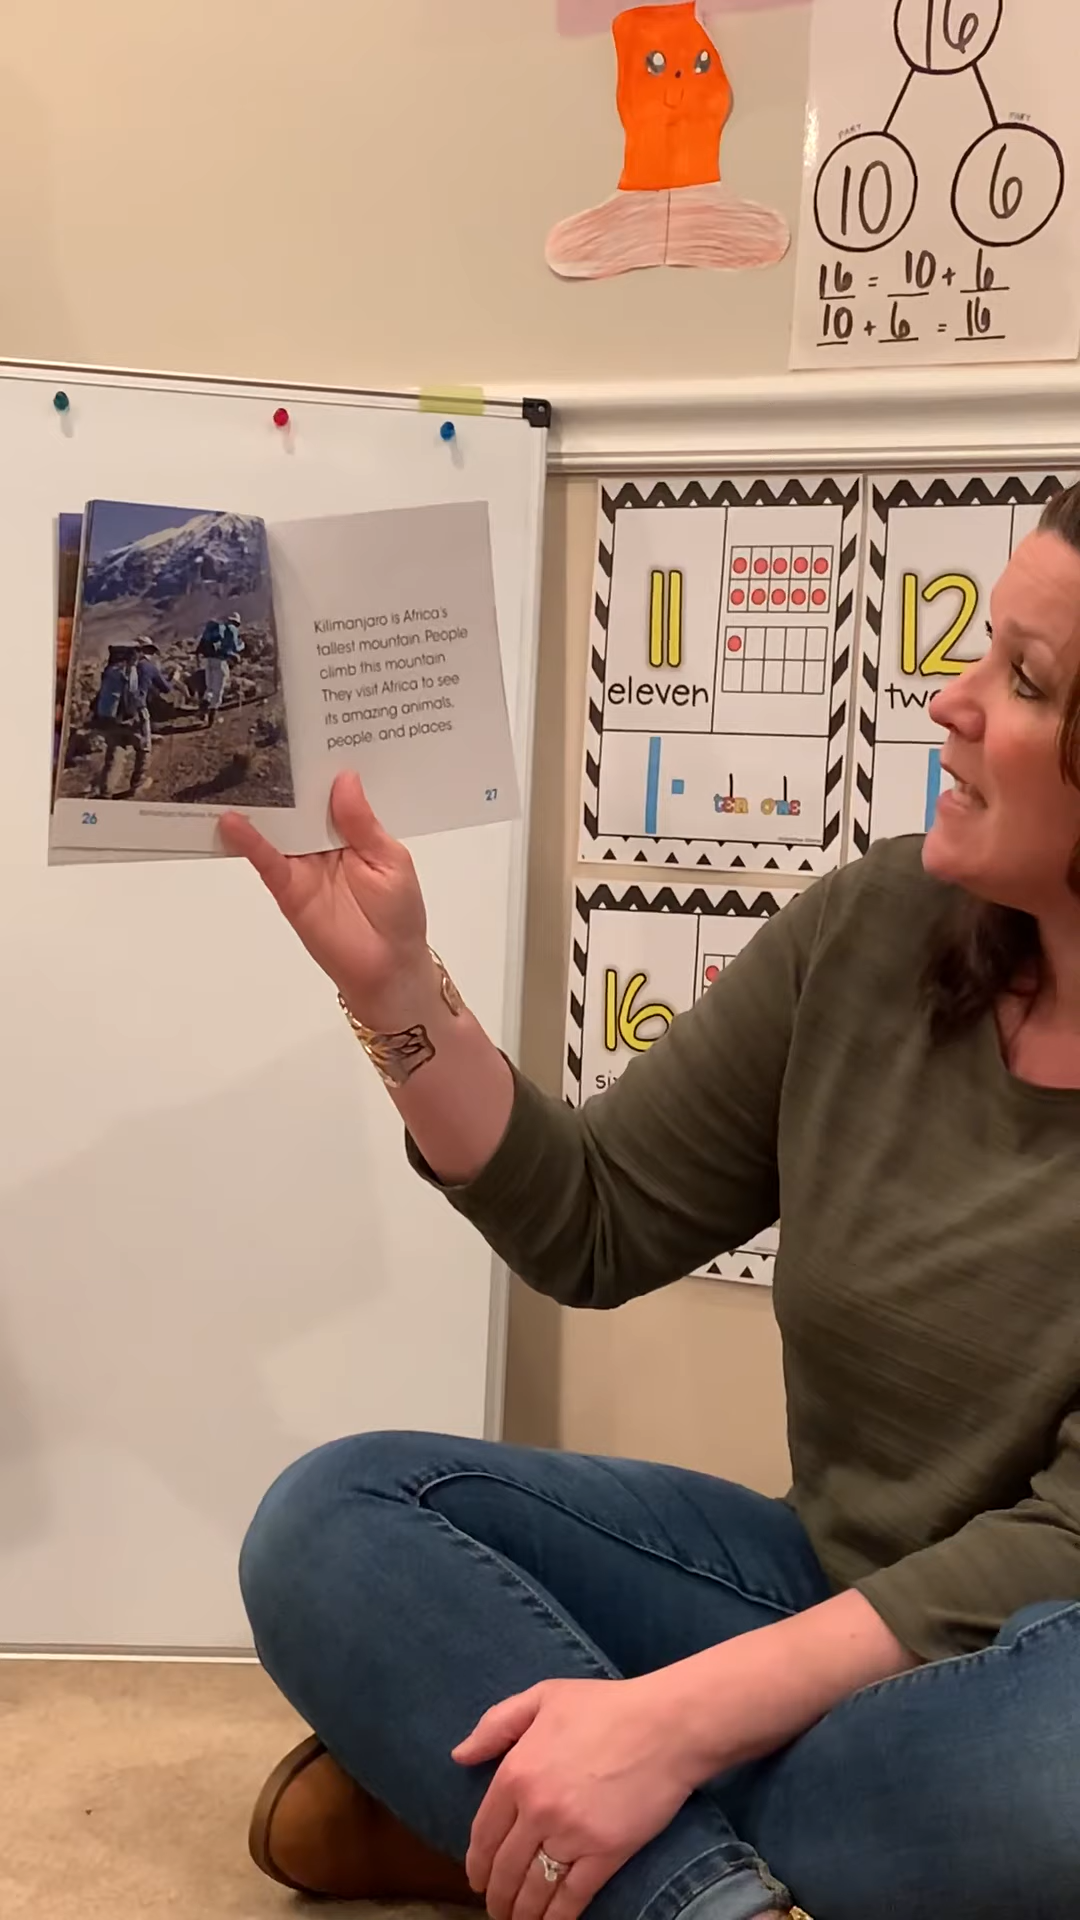 16
PART
PART
10
6
16 = 10 + 6
10 + 6 = 16
11
eleven
ten one
12
16
Kilimanjaro is Africa's
tallest mountain. People
climb this mountain
They visit Africa to see
its amazing animals,
people, and places
26
27